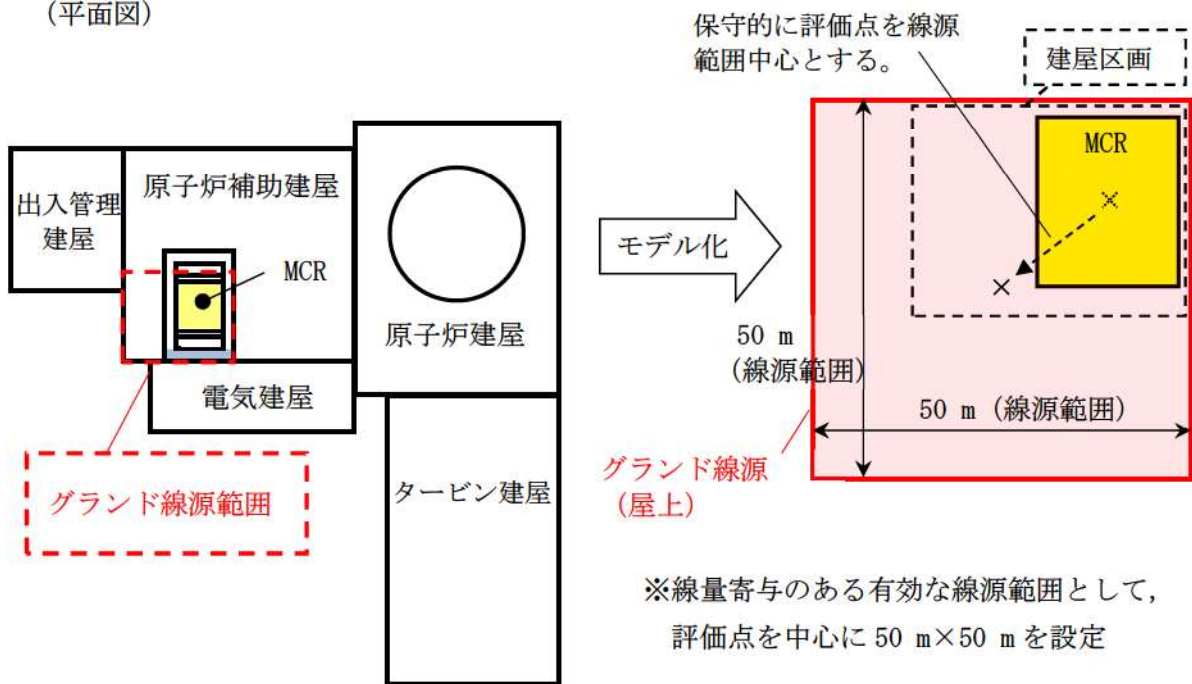 (平面図)
出入管理
建屋
原子炉補助建屋
MCR
原子炉建屋
電気建屋
タービン建屋
グランド線源範囲
モデル化
保守的に評価点を線源
範囲中心とする。
建屋区画
MCR
50 m
(線源範囲)
50 m (線源範囲)
グランド線源
(屋上)
※線量寄与のある有効な線源範囲として,
評価点を中心に 50 m×50 m を設定